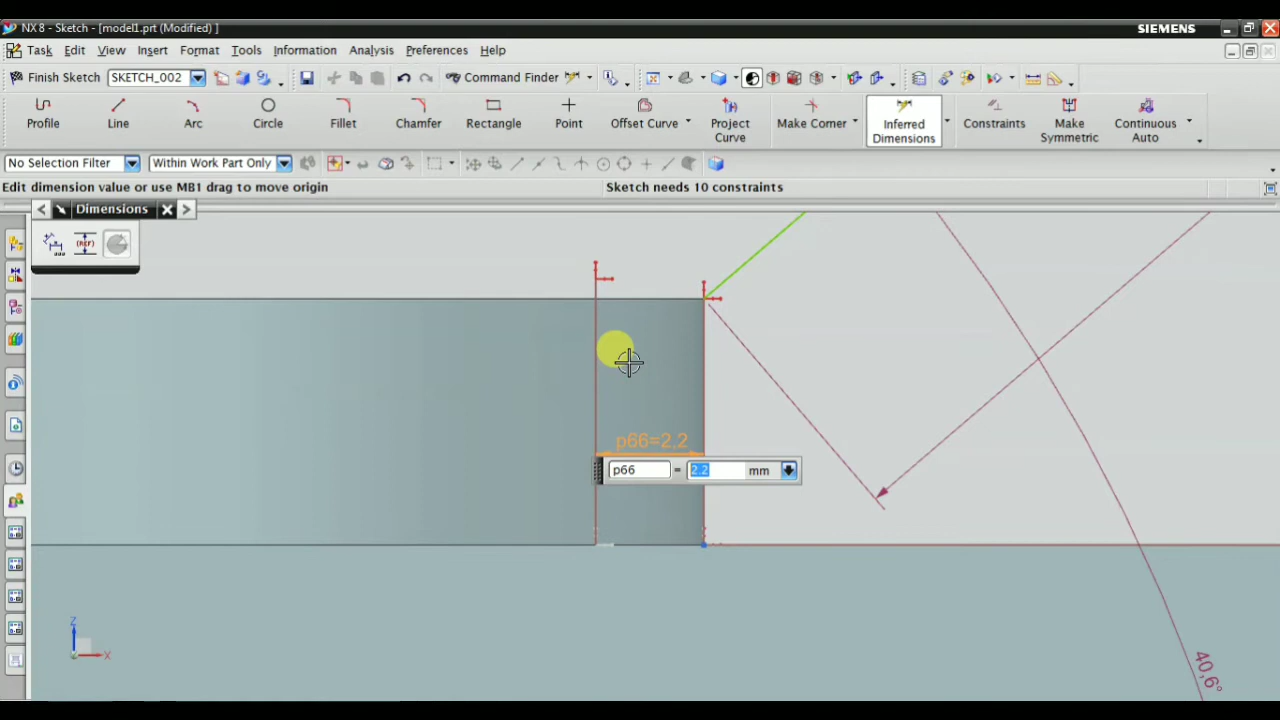 NX 8 - Sketch - [model1.prt (Modified) ]
SIEMENS
Task Edit View Insert Format Tools Information Analysis Preferences Help
Finish Sketch SKETCH_002 Command Finder
Profile Line Arc Circle Fillet Chamfer Rectangle Point Offset Curve Project Curve Make Corner Inferred Dimensions Constraints Make Symmetric Continuous Auto
No Selection Filter Within Work Part Only
Edit dimension value or use MB1 drag to move origin Sketch needs 10 constraints
Dimensions
(REF)
p66=2,2
p66 = 2.2 mm
Z
X
40,6°